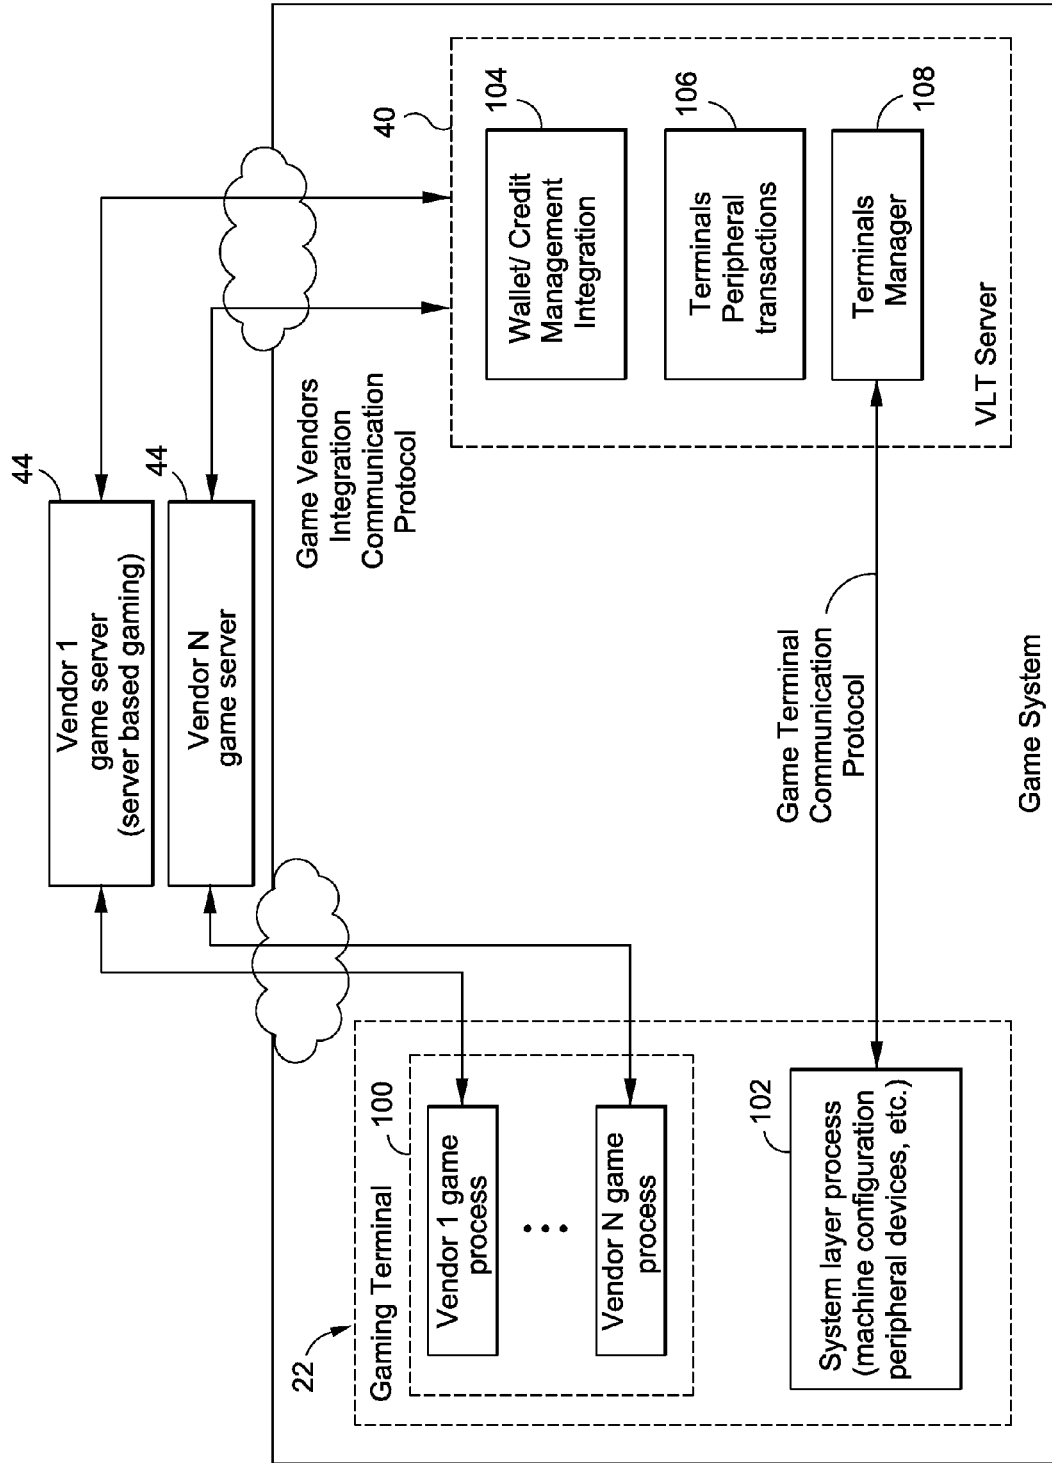 44
Vendor 1
game server
(server based gaming)
44
Vendor N
game server
Game Vendors
Integration
Communication
Protocol
22
Gaming Terminal
100
Vendor 1 game
process
Vendor N game
process
102
System layer process
(machine configuration
peripheral devices, etc.)
Game Terminal
Communication
Protocol
40
104
Wallet/ Credit
Management
Integration
106
Terminals
Peripheral
transactions
108
Terminals
Manager
VLT Server
Game System